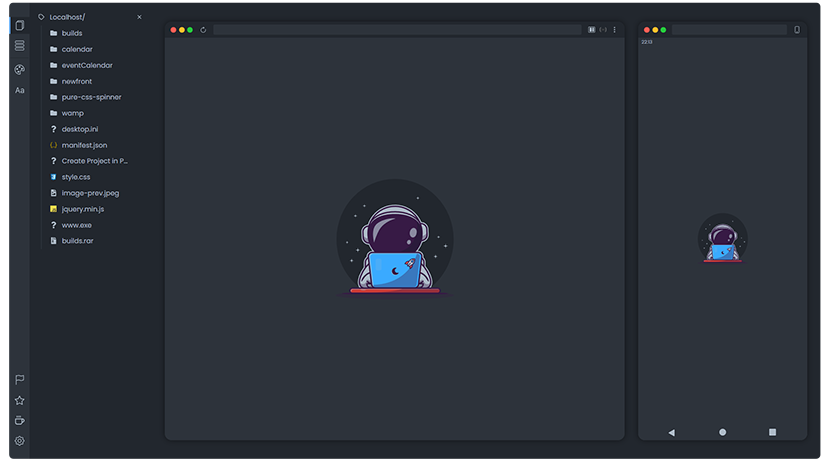 Localhost/
builds
calendar
eventCalendar
newfront
pure-css-spinner
wamp
desktop.ini
manifest.json
Create Project in P...
style.css
image-prev.jpeg
jquery.min.js
www.exe
builds.rar
Aa
22:13